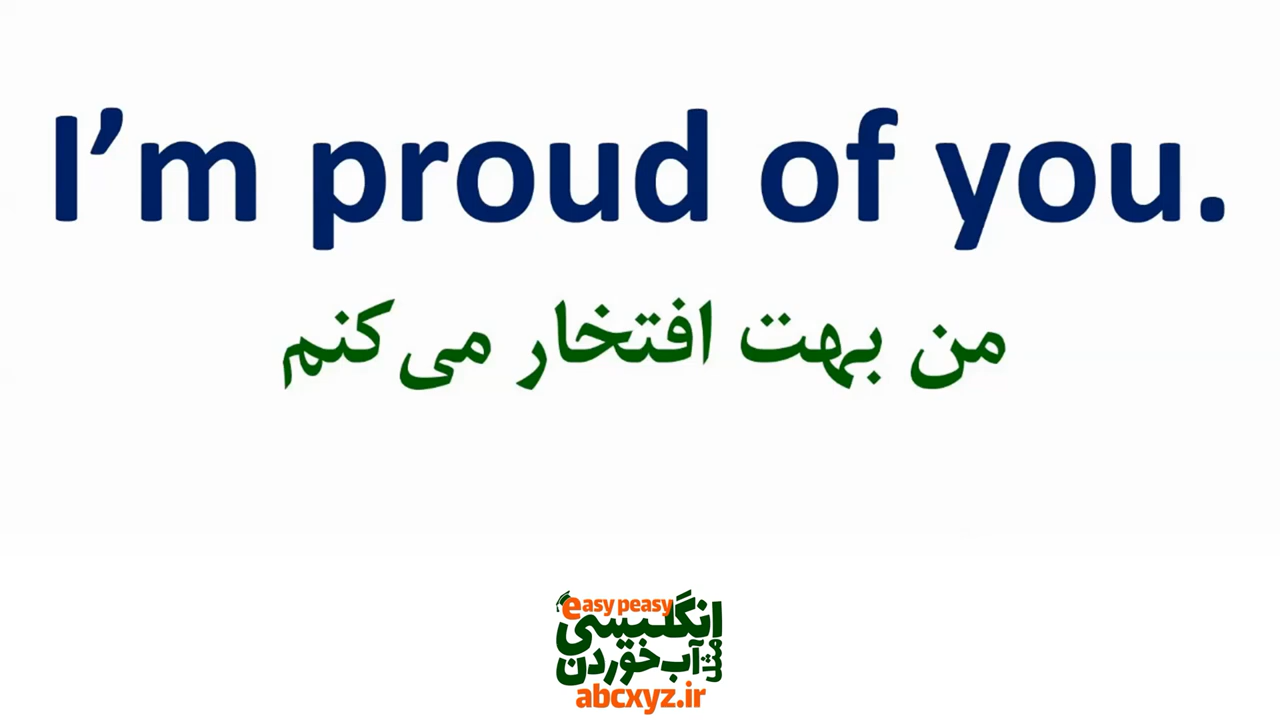 I’m proud of you.
من بهت افتخار می‌کنم
easy peasy
انگلیسی
مثل آب خوردن
abcxyz.ir